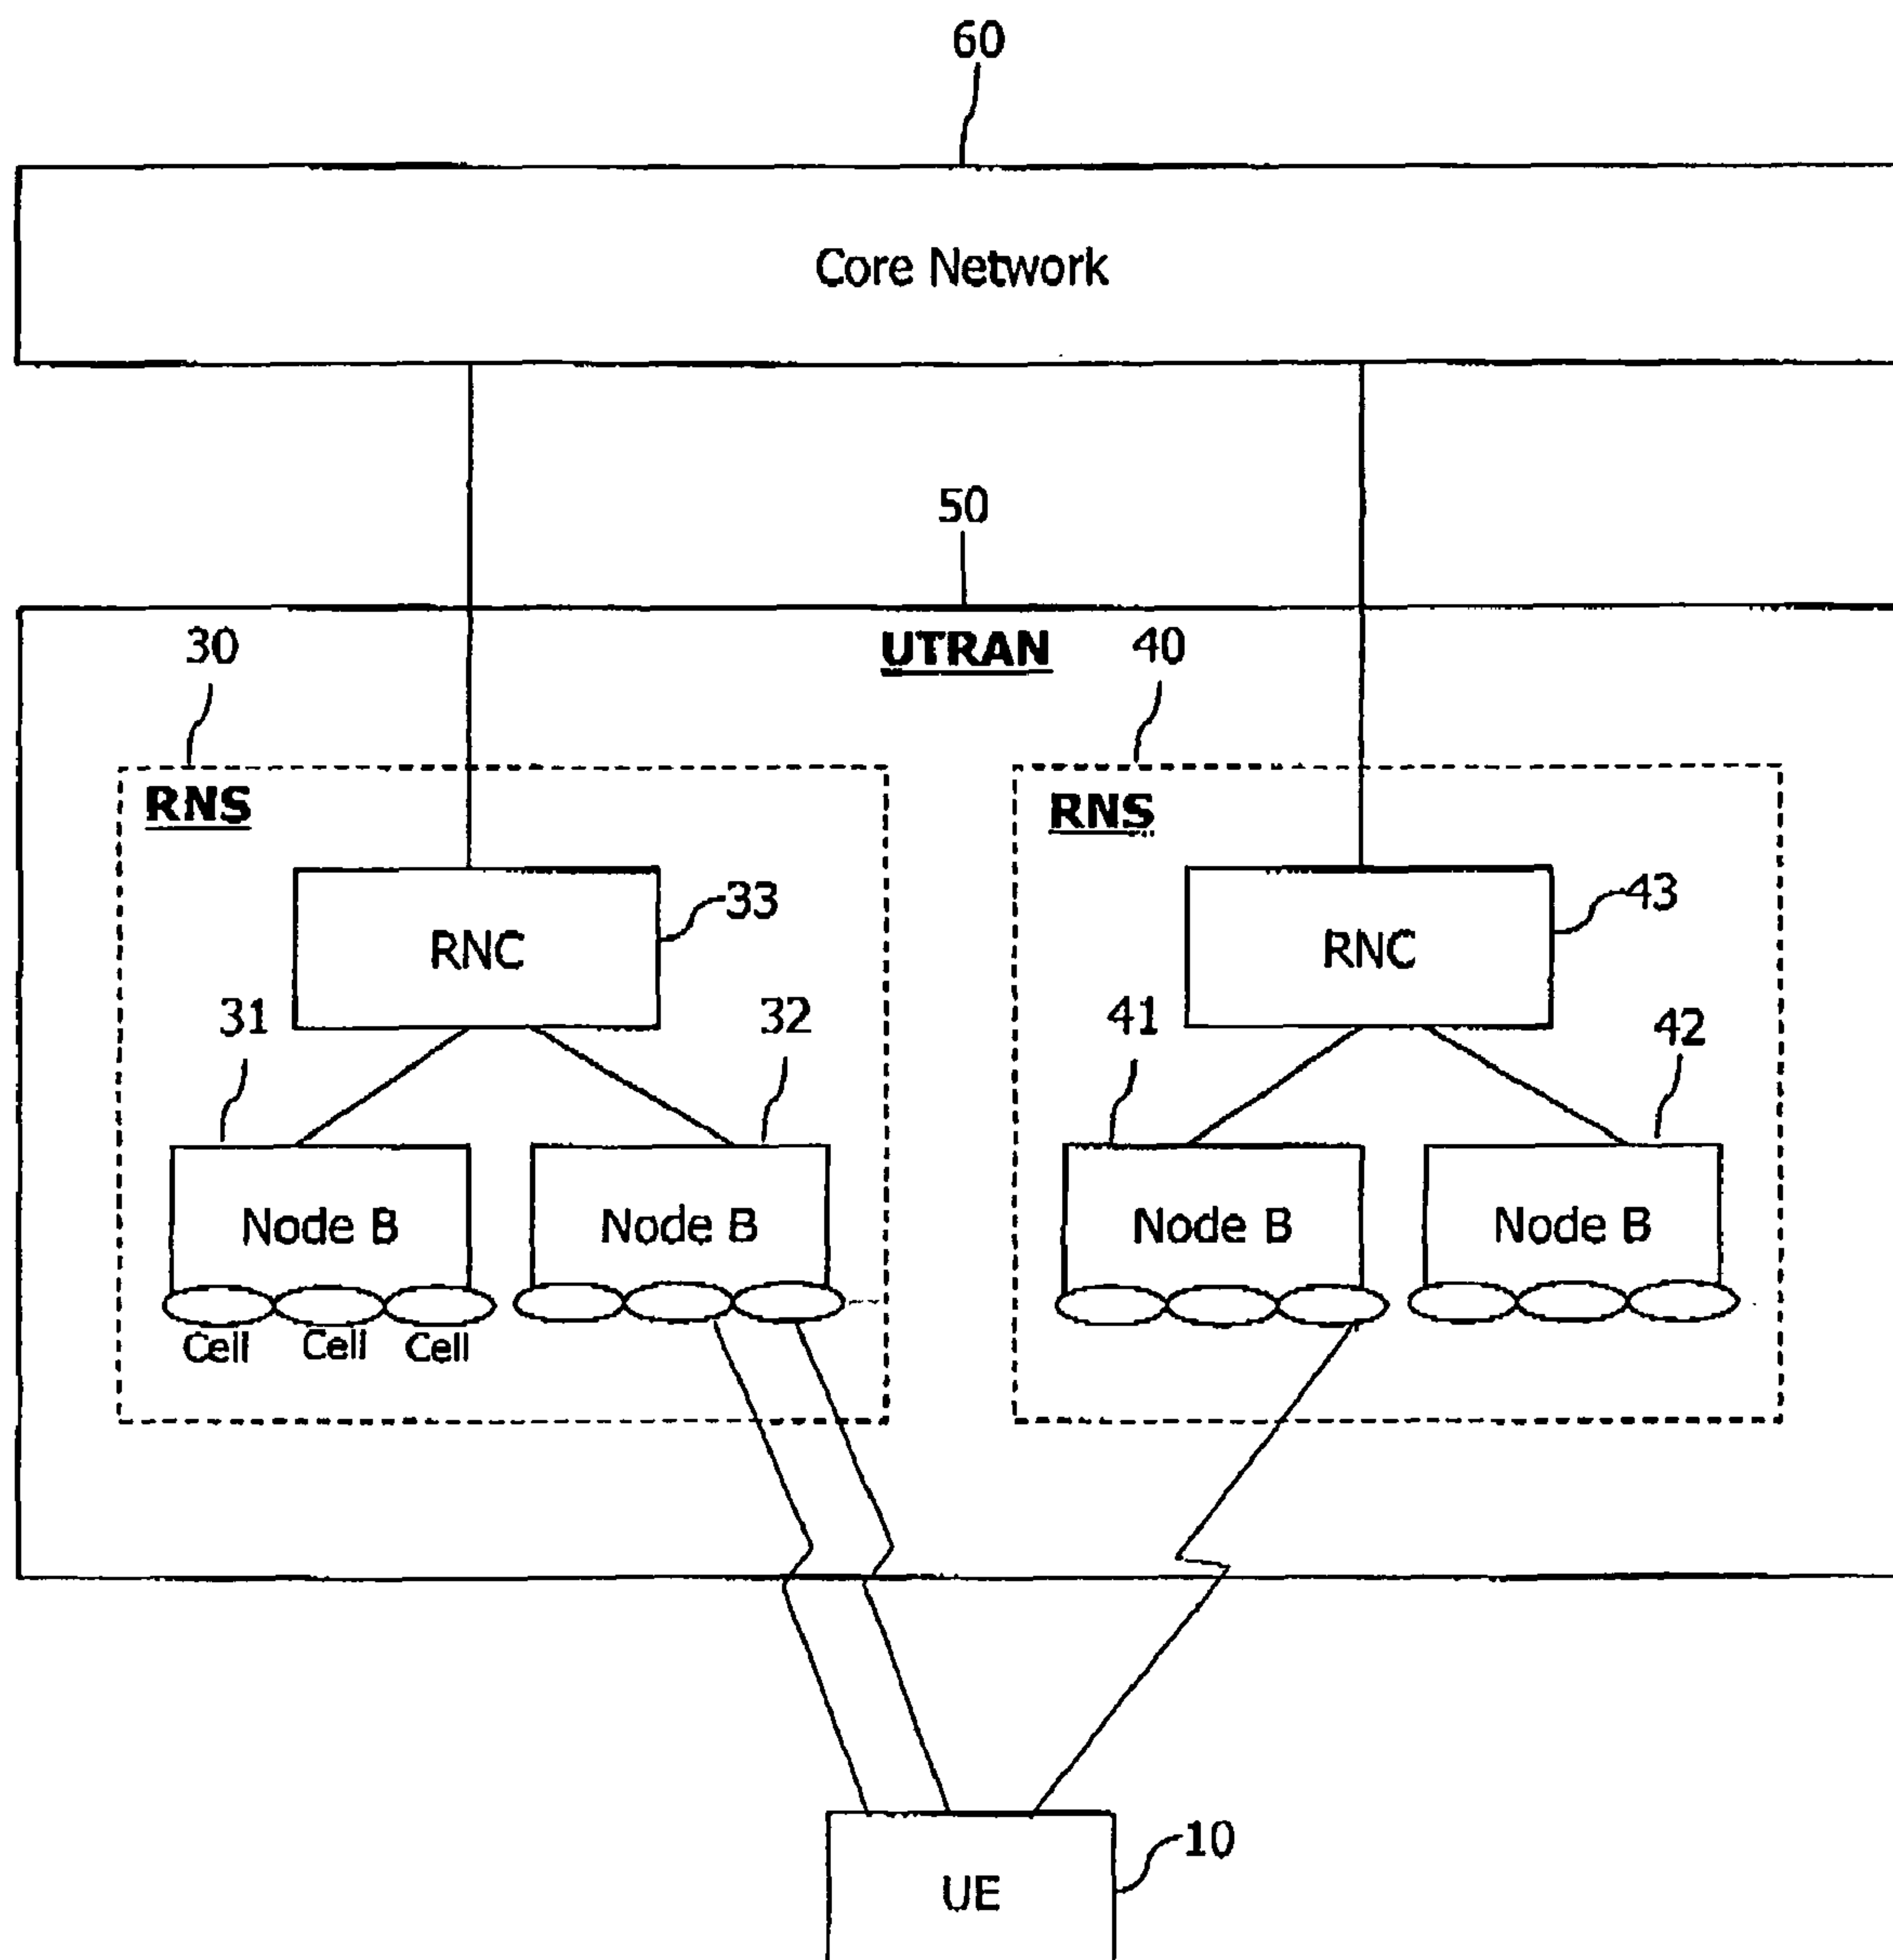 60
Core Network
50
UTRAN
30
40
RNS
RNS
RNC
33
RNC
43
31
32
41
42
Node B
Node B
Node B
Node B
Cell
Cell
Cell
10
UE